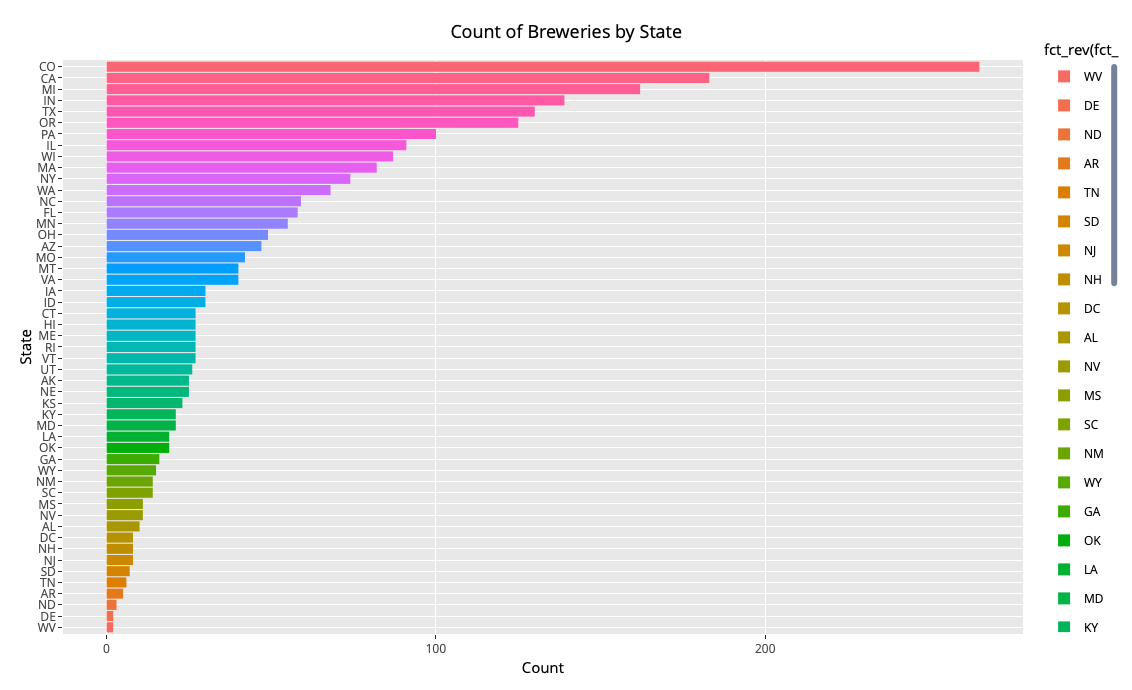 Count of Breweries by State
fct_rev(fct_
CO
CA
MI
IN
TX
OR
PA
IL
WI
MA
NY
WA
NC
FL
MN
OH
AZ
MO
MT
VA
IA
ID
CT
HI
ME
RI
VT
UT
AK
NE
KS
KY
MD
LA
OK
GA
WY
NM
SC
MS
NV
AL
DC
NH
NJ
SD
TN
AR
ND
DE
WV
State
0
100
200
Count
WV
DE
ND
AR
TN
SD
NJ
NH
DC
AL
NV
MS
SC
NM
WY
GA
OK
LA
MD
KY